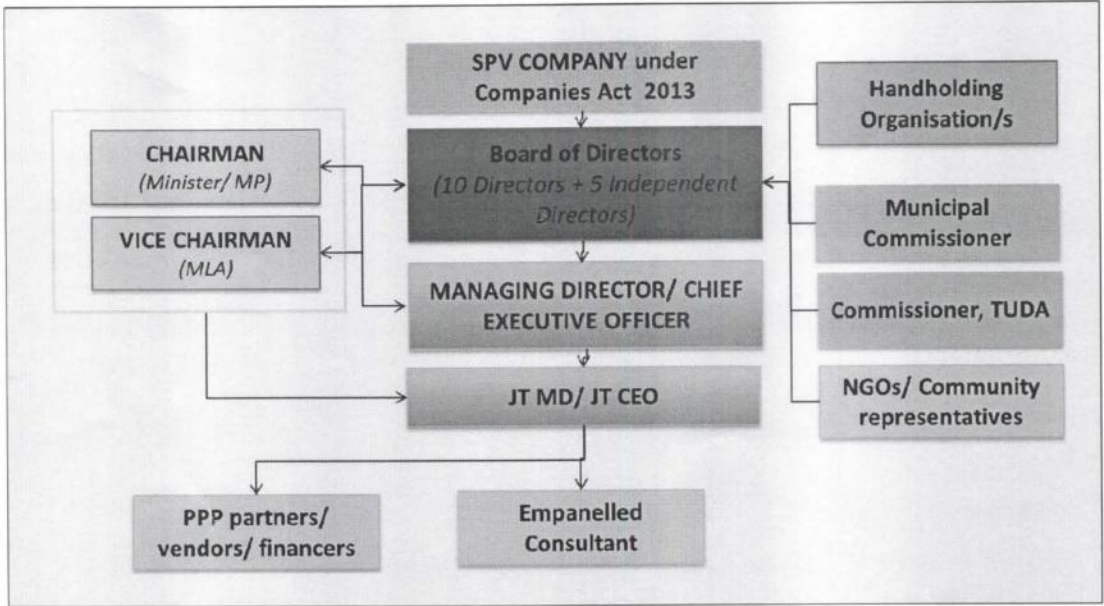 SPV COMPANY under
Companies Act 2013
Handholding
Organisation/s
CHAIRMAN
(Minister/ MP)
Board of Directors
(10 Directors + 5 Independent
Directors)
VICE CHAIRMAN
(MLA)
Municipal
Commissioner
MANAGING DIRECTOR/ CHIEF
EXECUTIVE OFFICER
Commissioner, TUDA
JT MD/ JT CEO
NGOs/ Community
representatives
PPP partners/
vendors/ financers
Empanelled
Consultant